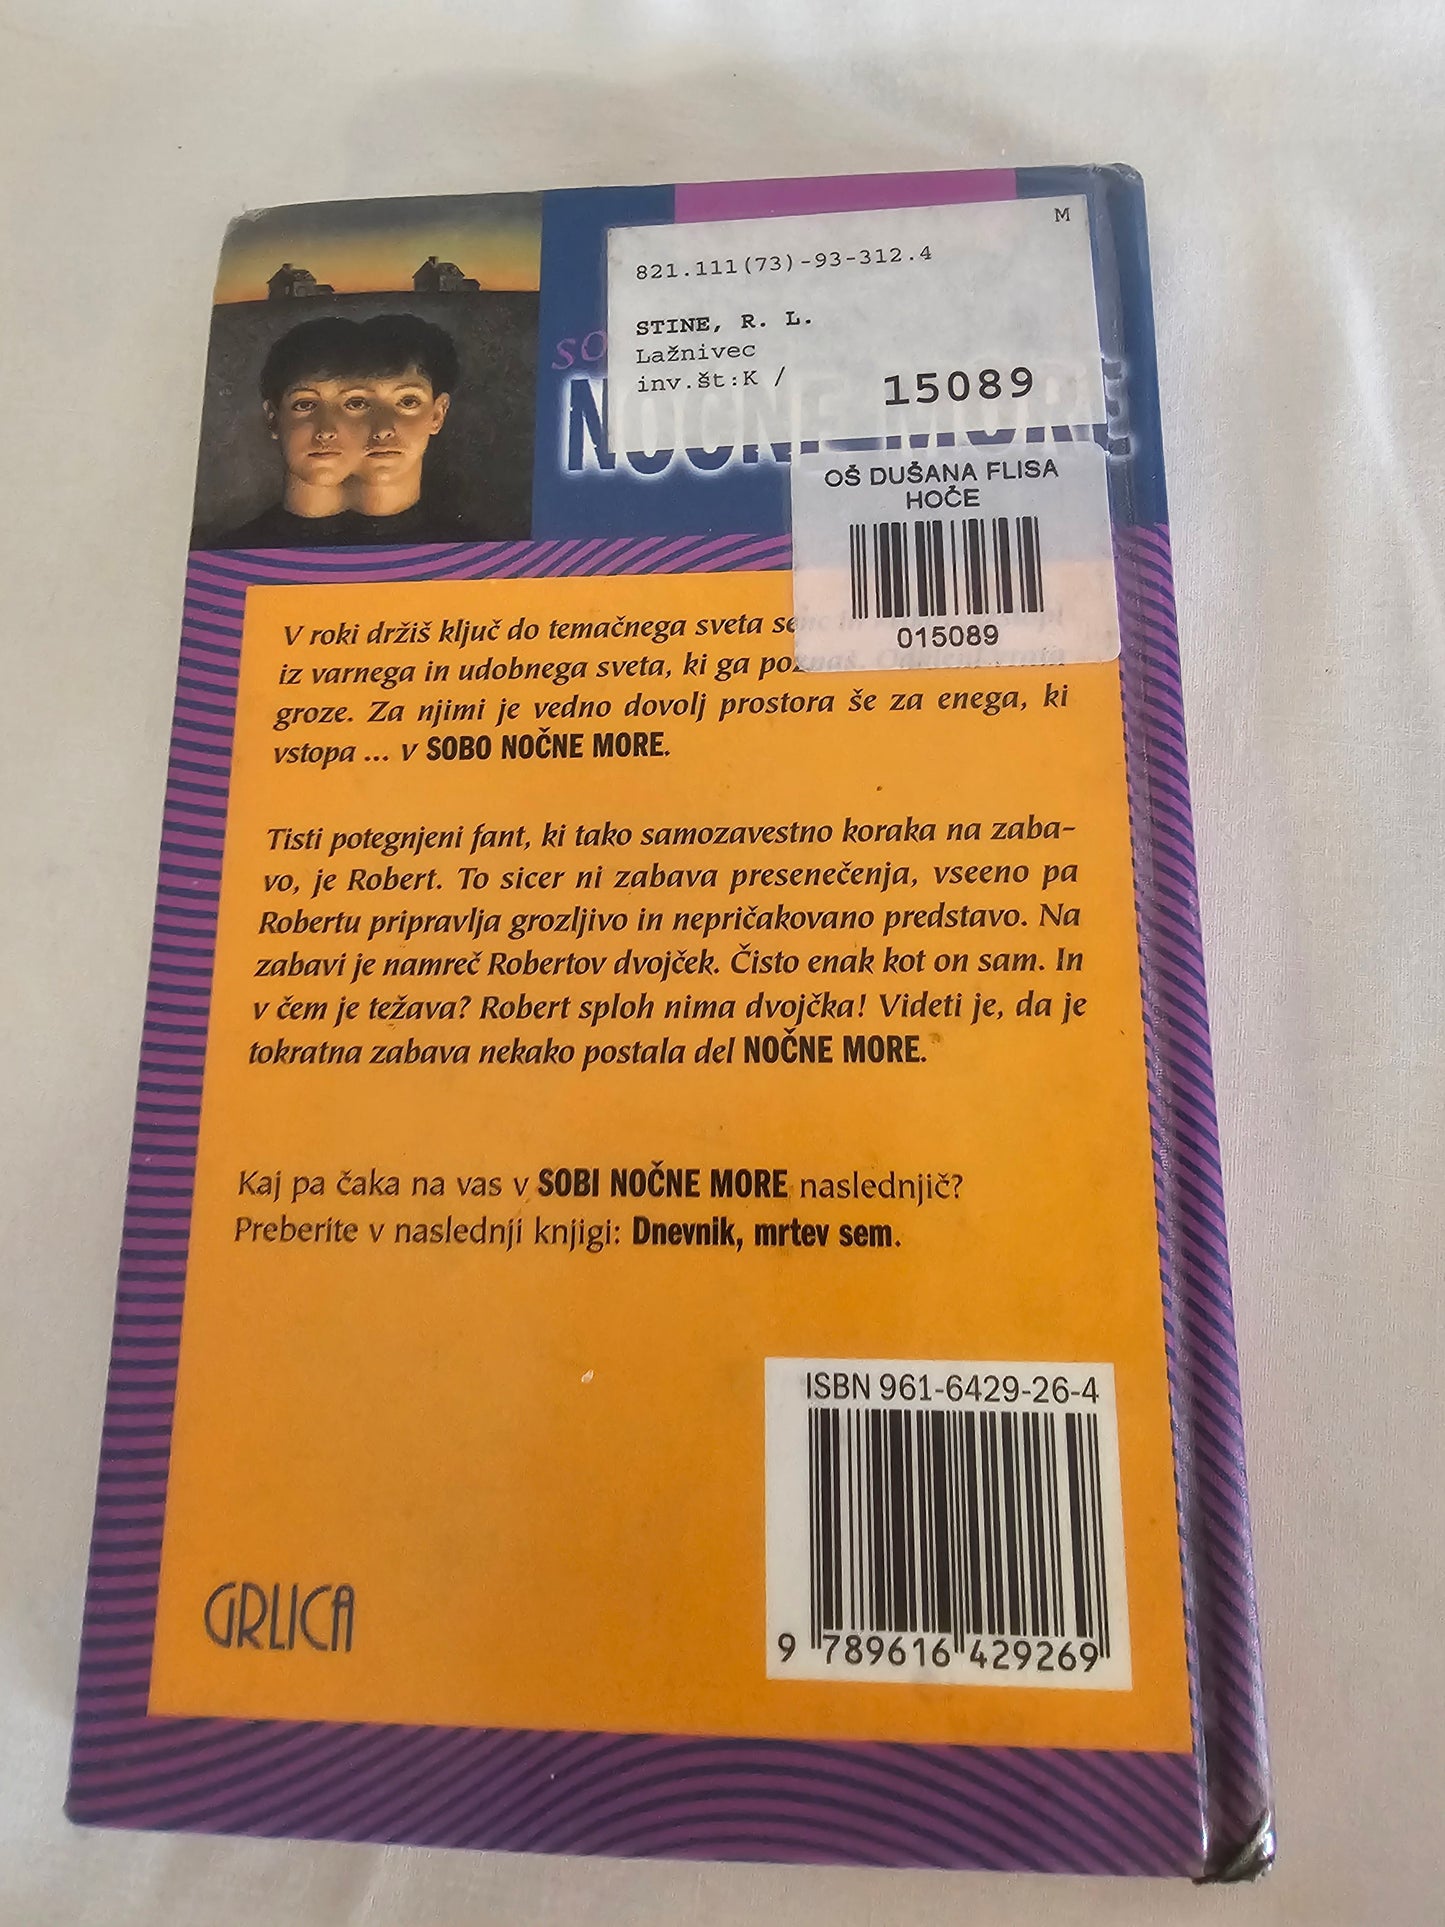 M
821.111(73)-93-312.4
STINE, R. L.
Lažnivec
inv.št:K / 15089
NOČNE MORE
OŠ DUŠANA FLISA
HOČE
015089
V roki držiš ključ do temačnega sveta
iz varnega in udobnega sveta, ki ga poznaš.
groze. Za njimi je vedno dovolj prostora še za enega, ki
vstopa ... v SOBO NOČNE MORE.
Tisti potegnjeni fant, ki tako samozavestno koraka na zaba-
vo, je Robert. To sicer ni zabava presenečenja, vseeno pa
Robertu pripravlja grozljivo in nepričakovano predstavo. Na
zabavi je namreč Robertov dvojček. Čisto enak kot on sam. In
v čem je težava? Robert sploh nima dvojčka! Videti je, da je
tokratna zabava nekako postala del NOČNE MORE.
Kaj pa čaka na vas v SOBI NOČNE MORE naslednjič?
Preberite v naslednji knjigi: Dnevnik, mrtev sem.
ISBN 961-6429-26-4
9 789616 429269
GRLICA